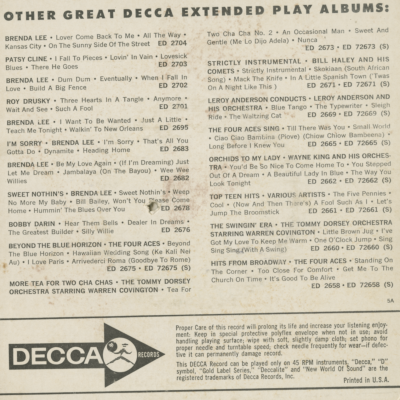 OTHER GREAT DECCA EXTENDED PLAY ALBUMS:
BRENDA LEE • Lover Come Back To Me • All The Way •
Kansas City • On The Sunny Side Of The Street ED 2704
PATSY CLINE • I Fall To Pieces • Lovin' In Vain • Lovesick
Blues • There He Goes ED 2703
BRENDA LEE • Dum Dum • Eventually • When I Fall In
Love • Build A Big Fence ED 2702
ROY DRUSKY • Three Hearts In A Tangle • Anymore •
Wait And See • Such A Fool ED 2701
BRENDA LEE • I Want To Be Wanted • Just A Little •
Teach Me Tonight • Walkin' To New Orleans ED 2695
I'M SORRY • BRENDA LEE • I'm Sorry • That's All You
Gotta Do • Dynamite • Heading Home ED 2683
BRENDA LEE • Be My Love Again • (If I'm Dreaming) Just
Let Me Dream • Jambalaya (On The Bayou) • Wee Wee
Willies ED 2682
SWEET NOTHIN'S • BRENDA LEE • Sweet Nothin's • Weep
No More My Baby • Bill Bailey, Won't You Please Come
Home • Hummin' The Blues Over You ED 2678
BOBBY DARIN • Hear Them Bells • Dealer In Dreams •
The Greatest Builder • Silly Willie ED 2676
BEYOND THE BLUE HORIZON • THE FOUR ACES • Beyond
The Blue Horizon • Hawaiian Wedding Song (Ke Kali Nei
Au) • I Love Paris • Arrivederci Roma (Goodbye To Rome)
ED 2675 • ED 72675 (S)
MORE TEA FOR TWO CHA CHAS • THE TOMMY DORSEY
ORCHESTRA STARRING WARREN COVINGTON • Tea For
Two Cha Cha No. 2 • An Occasional Man • Sweet And
Gentle (Me Lo Dijo Adela) • Nunca
ED 2673 • ED 72673 (S)
STRICTLY INSTRUMENTAL • BILL HALEY AND HIS
COMETS • Strictly Instrumental • Skokiaan (South African
Song) • Mack The Knife • In A Little Spanish Town ('Twas
On A Night Like This) ED 2671 • ED 72671 (S)
LEROY ANDERSON CONDUCTS • LEROY ANDERSON AND
HIS ORCHESTRA • Blue Tango • The Typewriter • Sleigh
Ride • The Waltzing Cat ED 2669 • ED 72669 (S)
THE FOUR ACES SING • Till There Was You • Small World
• Ciao Ciao Bambina (Piove) (Chiow Chiow Bambeena) •
Long Before I Knew You ED 2665 • ED 72665 (S)
ORCHIDS TO MY LADY • WAYNE KING AND HIS ORCHES-
TRA • You'd Be So Nice To Come Home To • You Stepped
Out Of A Dream • A Beautiful Lady In Blue • The Way You
Look Tonight ED 2662 • ED 72662 (S)
TOP TEEN HITS • VARIOUS ARTISTS • The Five Pennies •
Cool • (Now And Then There's) A Fool Such As I • Let's
Jump The Broomstick ED 2661 • ED 72661 (S)
THE SWINGIN' ERA • THE TOMMY DORSEY ORCHESTRA
STARRING WARREN COVINGTON • Little Brown Jug • I've
Got My Love To Keep Me Warm • One O'Clock Jump • Sing
Sing Sing (With A Swing) ED 2660 • ED 72660 (S)
HITS FROM BROADWAY • THE FOUR ACES • Standing On
The Corner • Too Close For Comfort • Get Me To The
Church On Time • It's Good To Be Alive
ED 2658 • ED 72658 (S)
5A
DECCA RECORDS
Proper Care of this record will prolong its life and increase your listening enjoy-
ment: Keep in special protective polyflex envelope when not in use; avoid
handling playing surface; wipe with soft, slightly damp cloth; set phono for
proper needle and turntable speed; check needle frequently for wear—if defec-
tive it can permanently damage record.
This DECCA Record can be played only on 45 RPM instruments, "Decca," "D"
symbol, "Gold Label Series," "Deccalite" and "New World Of Sound" are the
registered trademarks of Decca Records, Inc.
Printed in U.S.A.